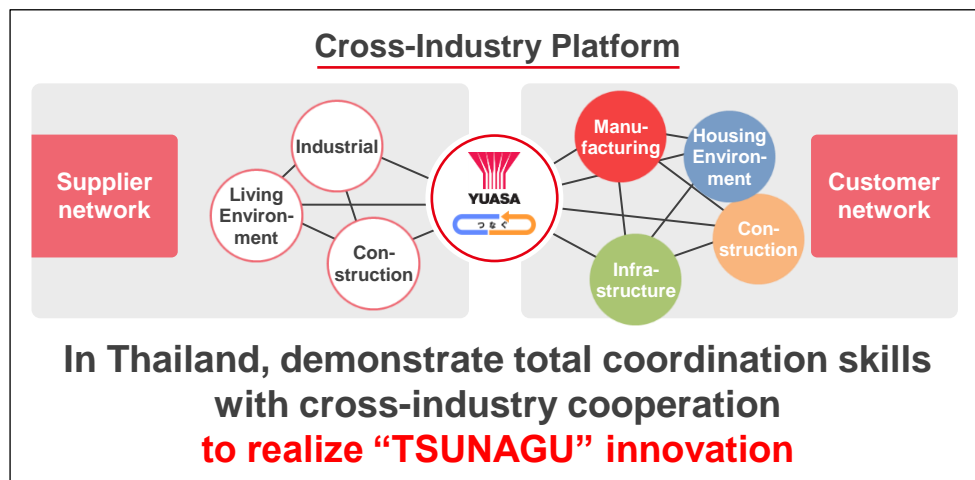 Cross-Industry Platform
Supplier
network
Industrial
Living
Environ-
ment
Con-
struction
YUASA
つなぐ
Manu-
facturing
Housing
Environ-
ment
Con-
struction
Infra-
structure
Customer
network
In Thailand, demonstrate total coordination skills
with cross-industry cooperation
to realize “TSUNAGU” innovation